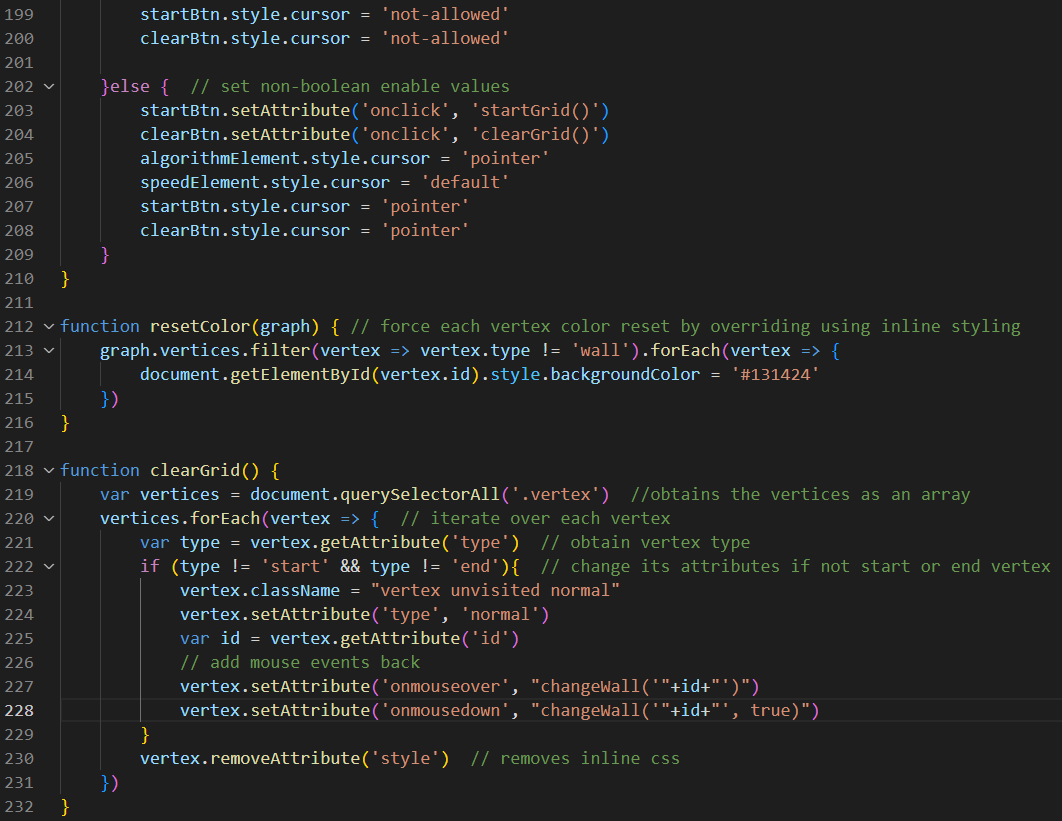 199 startBtn.style.cursor = 'not-allowed'
200 clearBtn.style.cursor = 'not-allowed'
201
202 }else {  // set non-boolean enable values
203 startBtn.setAttribute('onclick', 'startGrid()')
204 clearBtn.setAttribute('onclick', 'clearGrid()')
205 algorithmElement.style.cursor = 'pointer'
206 speedElement.style.cursor = 'default'
207 startBtn.style.cursor = 'pointer'
208 clearBtn.style.cursor = 'pointer'
209 }
210 }
211
212 function resetColor(graph) { // force each vertex color reset by overriding using inline styling
213 graph.vertices.filter(vertex => vertex.type != 'wall').forEach(vertex => {
214 document.getElementById(vertex.id).style.backgroundColor = '#131424'
215 })
216 }
217
218 function clearGrid() {
219 var vertices = document.querySelectorAll('.vertex')  //obtains the vertices as an array
220 vertices.forEach(vertex => {  // iterate over each vertex
221 var type = vertex.getAttribute('type')  // obtain vertex type
222 if (type != 'start' && type != 'end'){  // change its attributes if not start or end vertex
223 vertex.className = "vertex unvisited normal"
224 vertex.setAttribute('type', 'normal')
225 var id = vertex.getAttribute('id')
226 // add mouse events back
227 vertex.setAttribute('onmouseover', "changeWall('"+id+"')")
228 vertex.setAttribute('onmousedown', "changeWall('"+id+"', true)")
229 }
230 vertex.removeAttribute('style')  // removes inline css
231 })
232 }